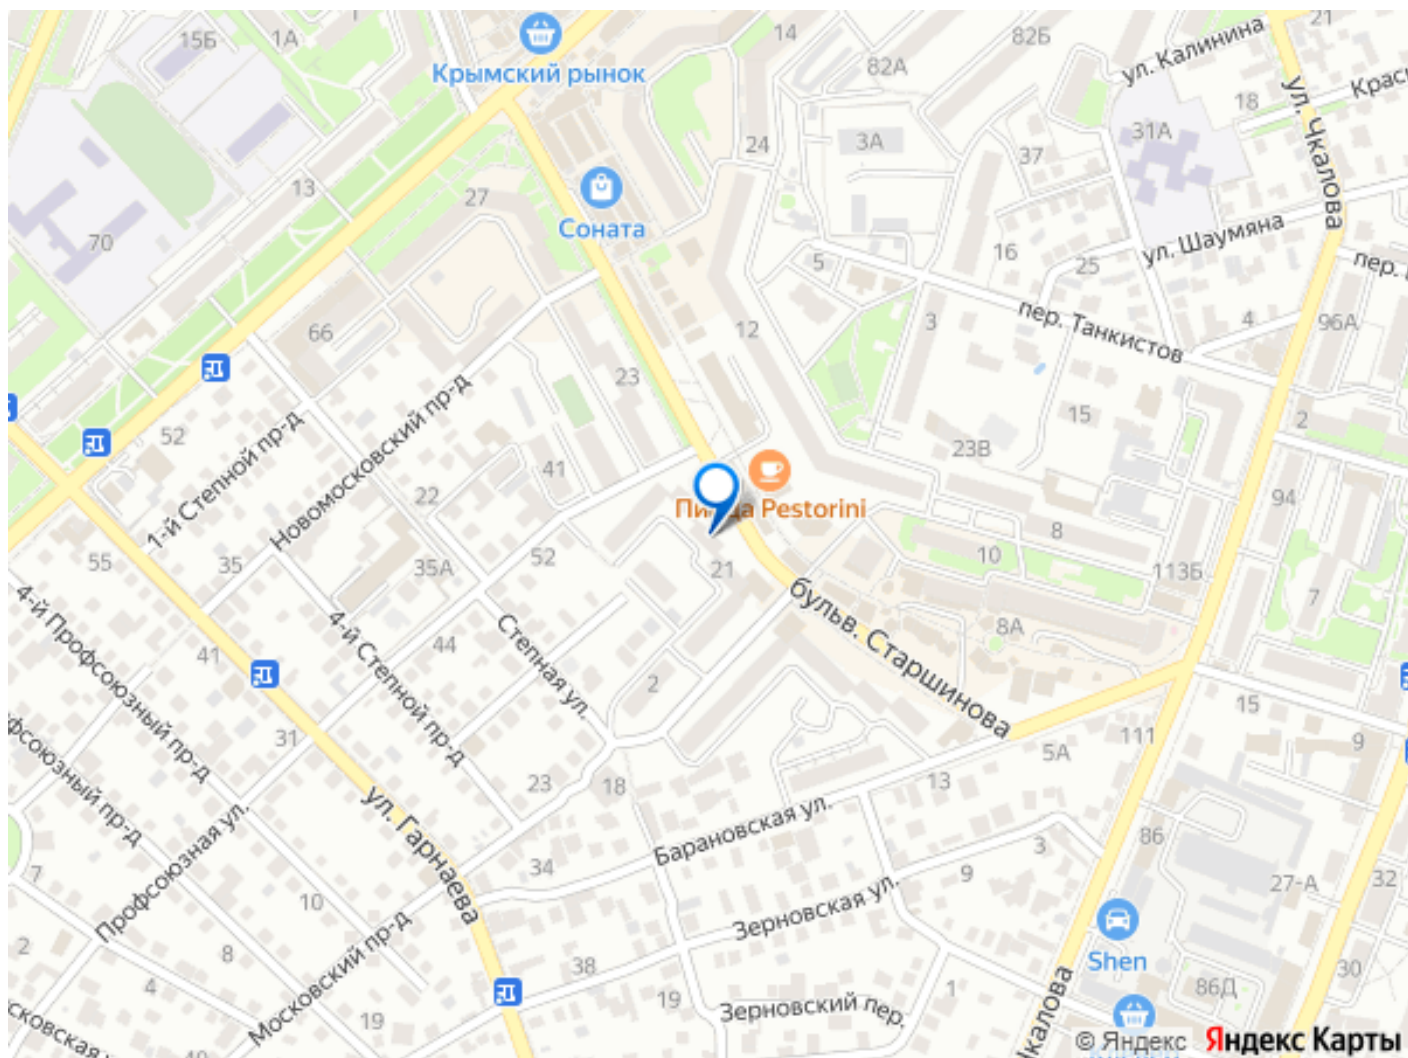 15Б
1А
Крымский рынок
14
82Б
82А
ул. Калинина
21
Крас
ул. Чкалова
18
31А
3А
24
37
13
27
Соната
70
16
25
ул. Шаумяна
5
пер.
66
12
3
пер. Танкистов
4
96А
23
15
2
52
1-й Степной пр-д
Новомосковский пр-д
41
23В
22
94
Pestorini
8
10
55
35
35А
52
21
113Б
7
4-й Профсоюзный пр-д
4-й Степной пр-д
Степная ул.
бульв. Старшинова
8А
41
44
2
15
фсоюзный пр-д
31
5А
111
9
23
18
13
ул. Гарнаева
Барановская ул.
86
3
7
34
9
27-А
32
Профсоюзная ул.
10
Зерновская ул.
2
8
Московский пр-д
38
Shen
30
4
19
1
86Д
19
Зерновский пер.
сковская
Чкалова
© Яндекс Яндекс Карты